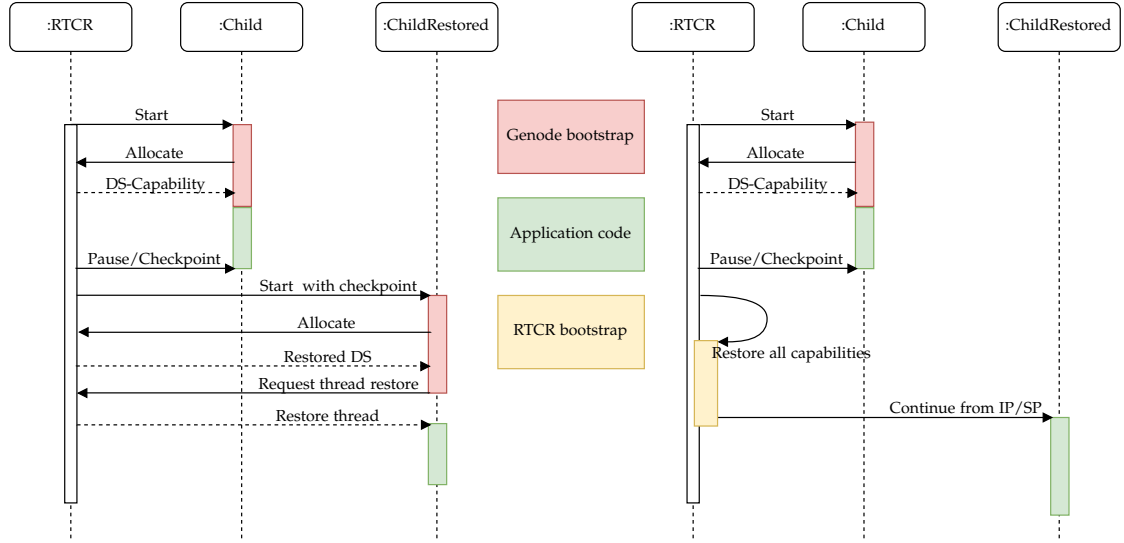 :RTCR
:Child
:ChildRestored
Start
Allocate
DS-Capability
Pause/Checkpoint
Start with checkpoint
Allocate
Restored DS
Request thread restore
Restore thread
Genode bootstrap
Application code
RTCR bootstrap
:RTCR
:Child
:ChildRestored
Start
Allocate
DS-Capability
Pause/Checkpoint
Restore all capabilities
Continue from IP/SP